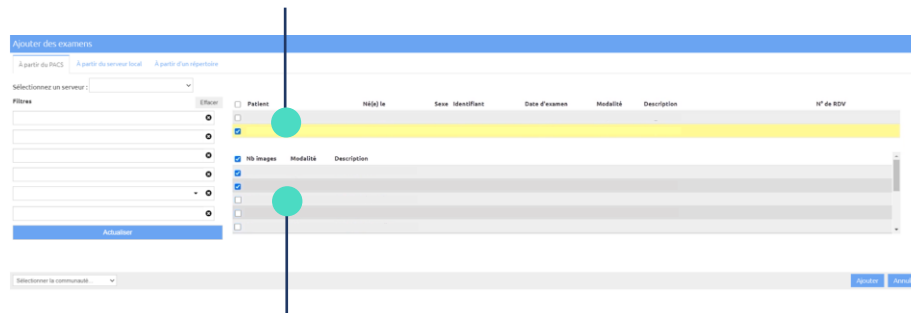 Ajouter des examens
À partir du PACS À partir du serveur local À partir d'un répertoire
Sélectionnez un serveur :
Filtres Effacer
Patient Né(e) le Sexe Identifiant Date d'examen Modalité Description N° de RDV
Nb images Modalité Description
Actualiser
Sélectionner la communauté... Ajouter